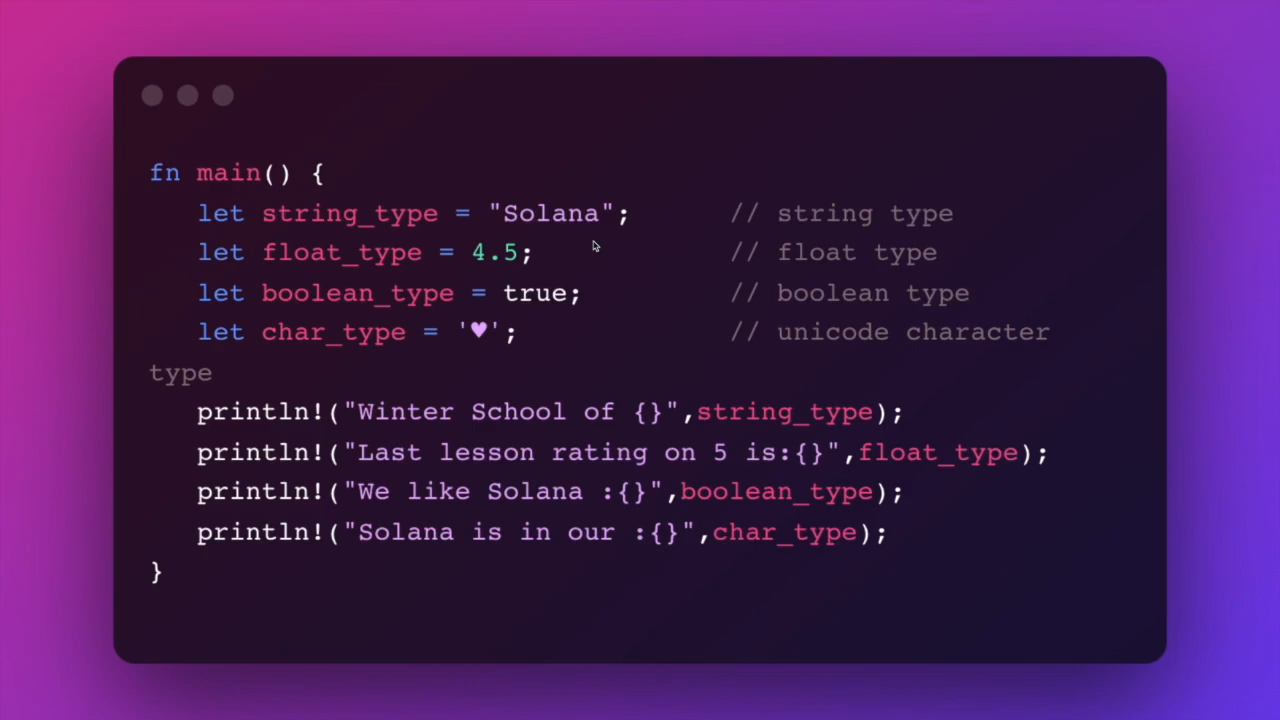 fn main() {
   let string_type = "Solana";      // string type
   let float_type = 4.5;            // float type
   let boolean_type = true;         // boolean type
   let char_type = '♥';             // unicode character
type
   println!("Winter School of {}",string_type);
   println!("Last lesson rating on 5 is:{}",float_type);
   println!("We like Solana :{}",boolean_type);
   println!("Solana is in our :{}",char_type);
}